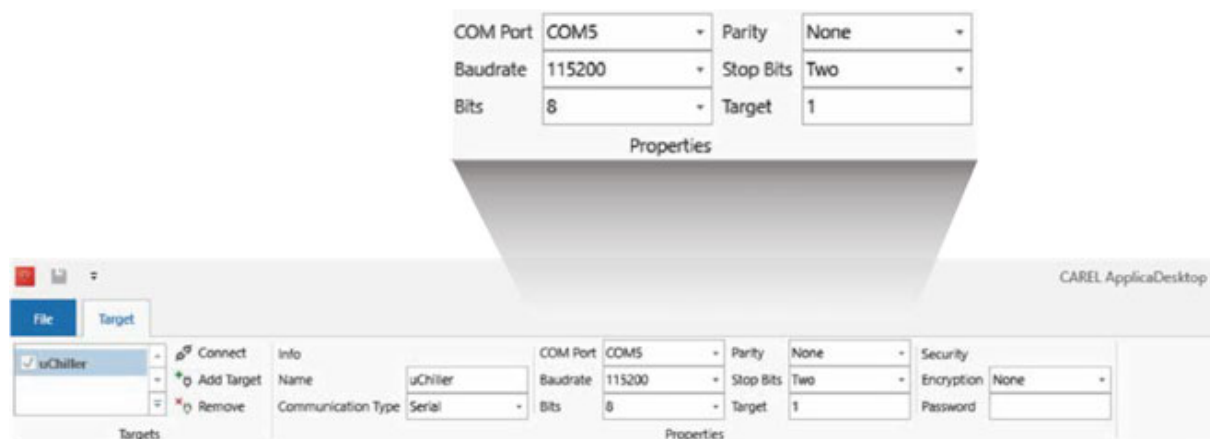 COM Port COM5 Parity None
Baudrate 115200 Stop Bits Two
Bits 8 Target 1
Properties
CAREL ApplicaDesktop
File Target
uChiller Connect Info COM Port COM5 Parity None Security
Add Target Name uChiller Baudrate 115200 Stop Bits Two Encryption None
Remove Communication Type Serial Bits 8 Target 1 Password
Targets Properties